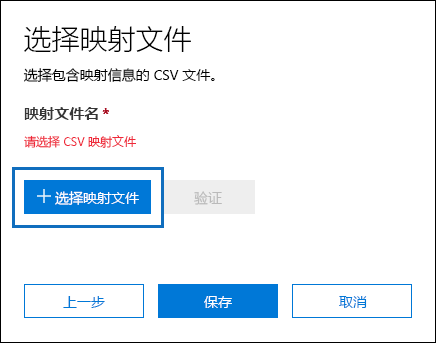 选择映射文件
选择包含映射信息的 CSV 文件。
映射文件名 *
请选择 CSV 映射文件
+ 选择映射文件 验证
上一步 保存 取消